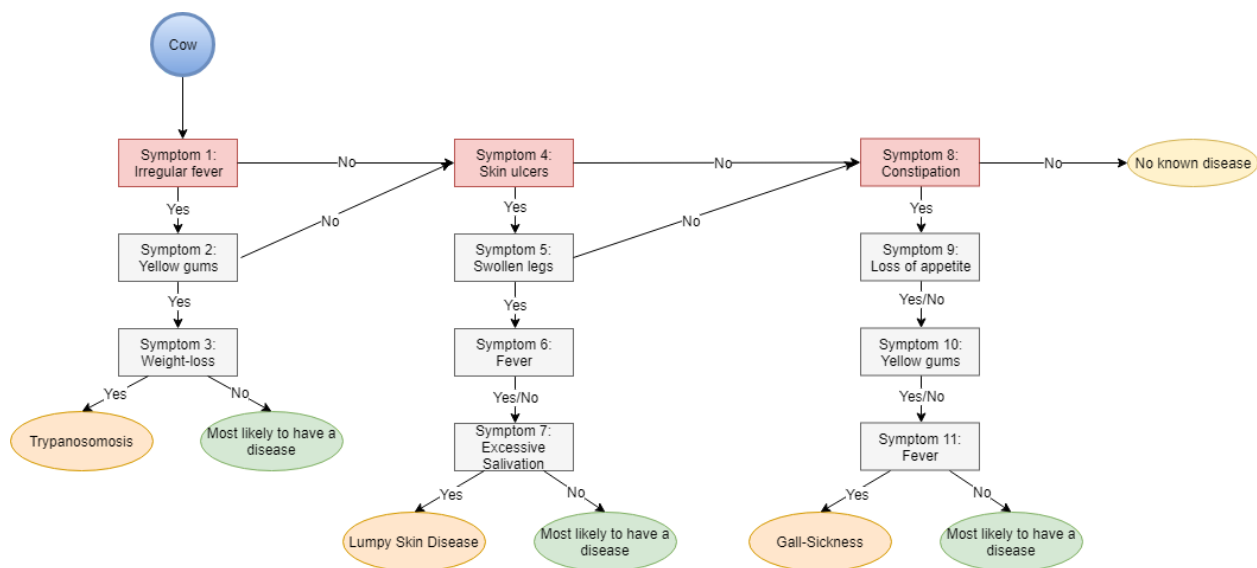 Cow
Symptom 1:
Irregular fever
No
Symptom 4:
Skin ulcers
No
Symptom 8:
Constipation
No
No known disease
Yes
Yes
Yes
No
No
Symptom 2:
Yellow gums
Symptom 5:
Swollen legs
Symptom 9:
Loss of appetite
Yes
Yes
Yes/No
Symptom 3:
Weight-loss
Symptom 6:
Fever
Symptom 10:
Yellow gums
Yes
No
Yes/No
Yes/No
Trypanosomosis
Most likely to have a
disease
Symptom 7:
Excessive
Salivation
Symptom 11:
Fever
Yes
No
Yes
No
Lumpy Skin Disease
Most likely to have a
disease
Gall-Sickness
Most likely to have a
disease